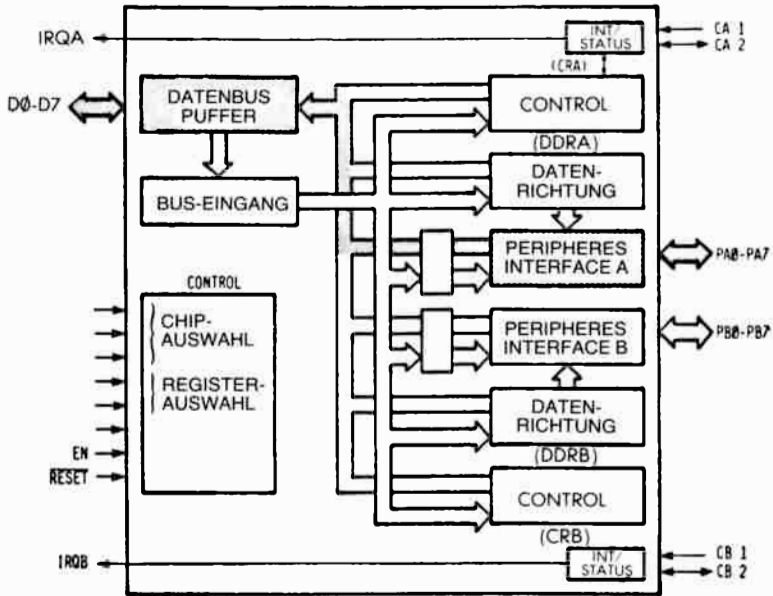 IRQA
INT/
STATUS
CA 1
CA 2
(CRA)
D0-D7
DATENBUS
PUFFER
CONTROL
(DDRA)
BUS-EINGANG
DATEN-
RICHTUNG
PERIPHERES
INTERFACE A
PA0-PA7
CONTROL
CHIP-
AUSWAHL
REGISTER-
AUSWAHL
PERIPHERES
INTERFACE B
PB0-PB7
DATEN-
RICHTUNG
(DDRB)
EN
RESET
CONTROL
(CRB)
IRQB
INT/
STATUS
CB 1
CB 2